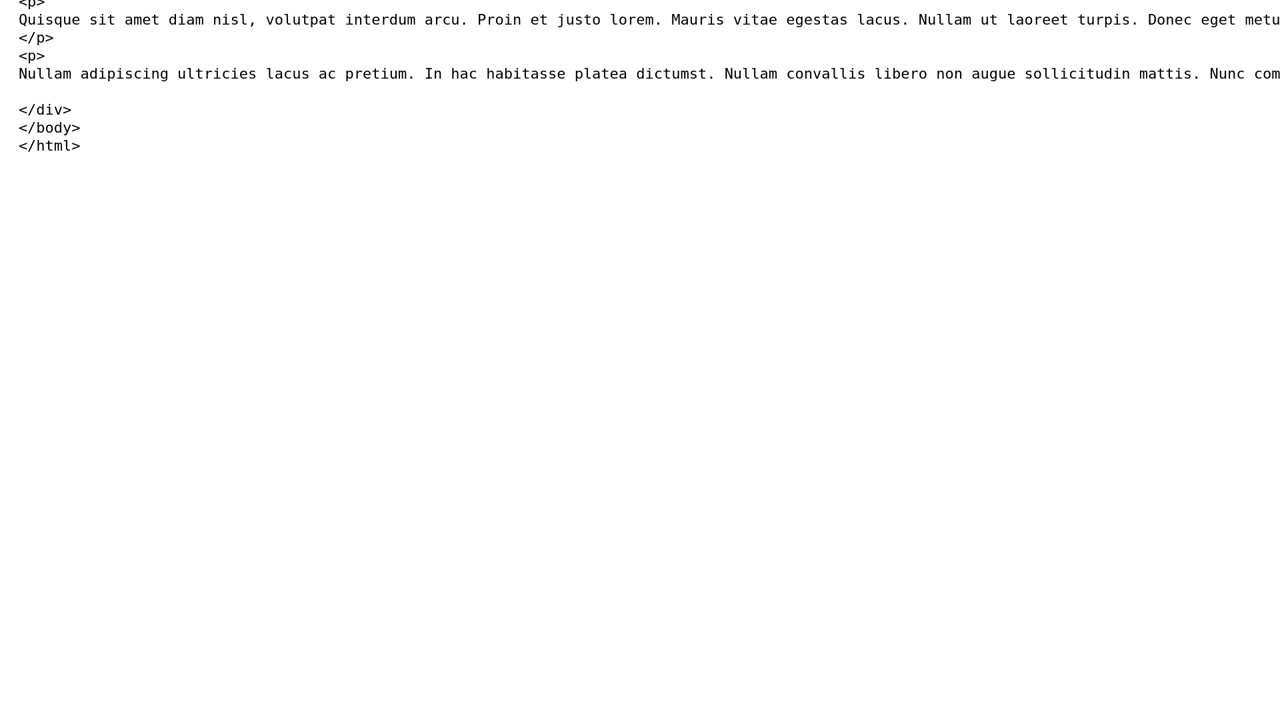 <p>
Quisque sit amet diam nisl, volutpat interdum arcu. Proin et justo lorem. Mauris vitae egestas lacus. Nullam ut laoreet turpis. Donec eget metu
</p>
<p>
Nullam adipiscing ultricies lacus ac pretium. In hac habitasse platea dictumst. Nullam convallis libero non augue sollicitudin mattis. Nunc com
</div>
</body>
</html>